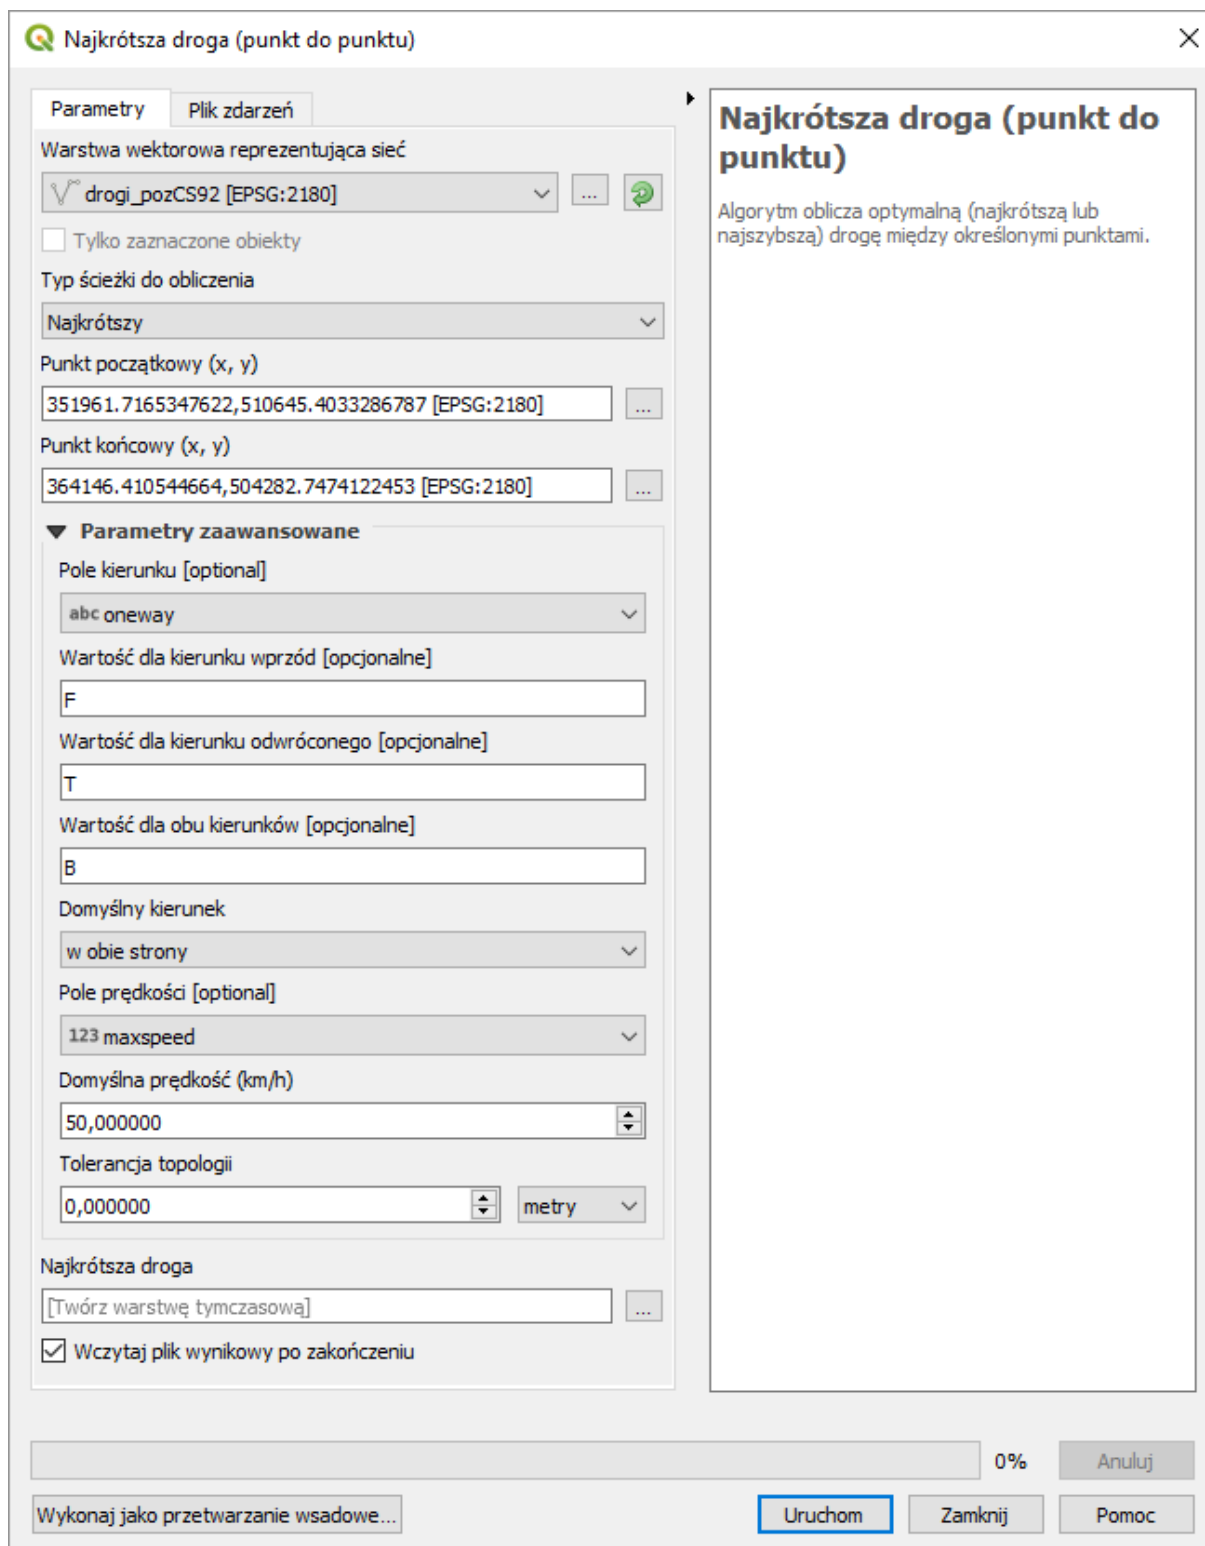 Najkrótsza droga (punkt do punktu)
Parametry
Plik zdarzeń
Warstwa wektorowa reprezentująca sieć
drogi_pozCS92 [EPSG:2180]
...
Tylko zaznaczone obiekty
Typ ścieżki do obliczenia
Najkrótszy
Punkt początkowy (x, y)
351961.7165347622,510645.4033286787 [EPSG:2180]
...
Punkt końcowy (x, y)
364146.410544664,504282.7474122453 [EPSG:2180]
...
Parametry zaawansowane
Pole kierunku [optional]
abc oneway
Wartość dla kierunku wprzód [opcjonalne]
F
Wartość dla kierunku odwróconego [opcjonalne]
T
Wartość dla obu kierunków [opcjonalne]
B
Domyślny kierunek
w obie strony
Pole prędkości [optional]
123 maxspeed
Domyślna prędkość (km/h)
50,000000
Tolerancja topologii
0,000000
metry
Najkrótsza droga
[Twórz warstwę tymczasową]
...
Wczytaj plik wynikowy po zakończeniu
Najkrótsza droga (punkt do
punktu)
Algorytm oblicza optymalną (najkrótszą lub
najszybszą) drogę między określonymi punktami.
0%
Anuluj
Wykonaj jako przetwarzanie wsadowe...
Uruchom
Zamknij
Pomoc